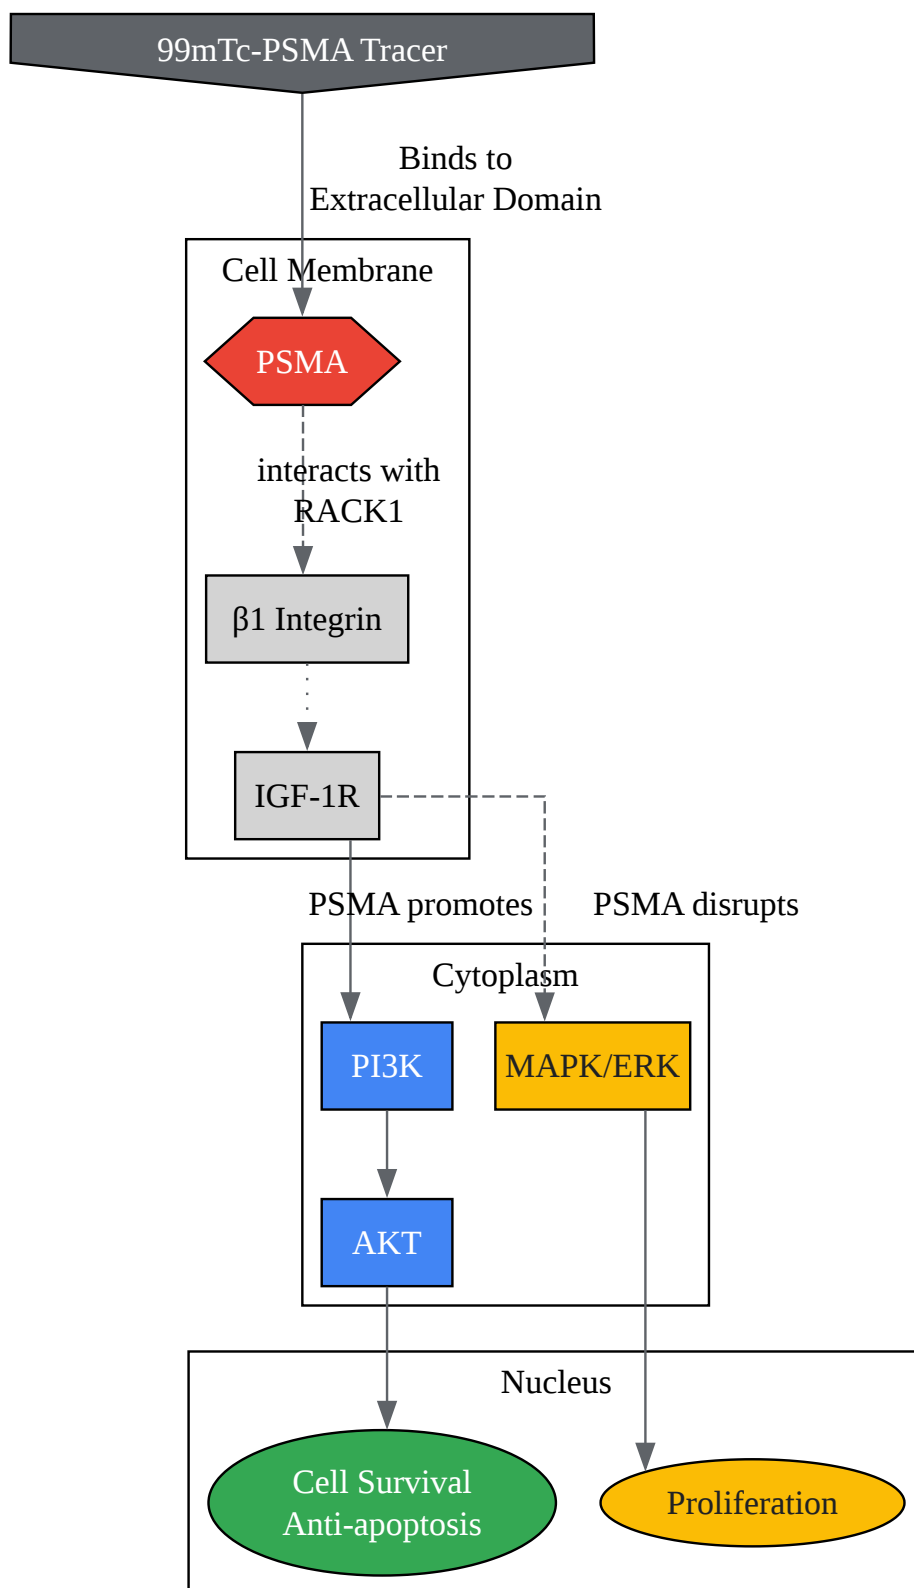 99mTc-PSMA Tracer
Binds to
Extracellular Domain
Cell Membrane
PSMA
interacts with
RACK1
β1 Integrin
IGF-1R
PSMA promotes
PSMA disrupts
Cytoplasm
PI3K
MAPK/ERK
AKT
Nucleus
Cell Survival
Anti-apoptosis
Proliferation